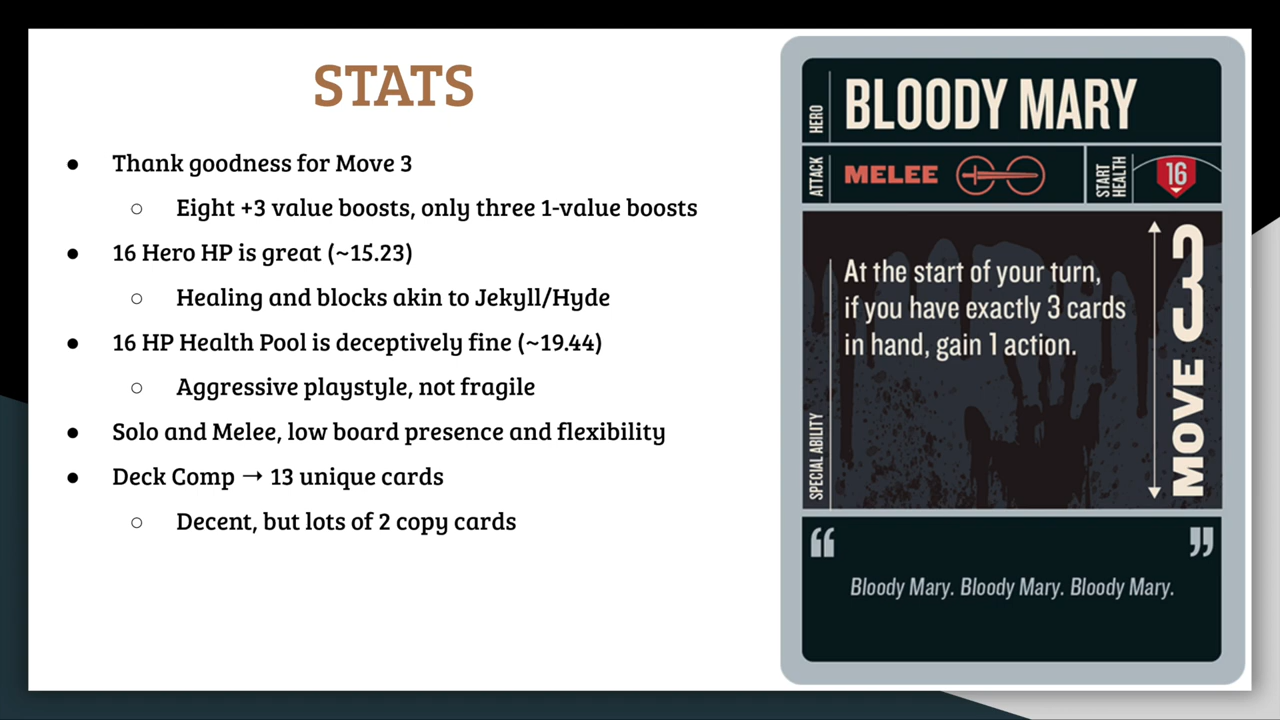 STATS
● Thank goodness for Move 3
○ Eight +3 value boosts, only three 1-value boosts
● 16 Hero HP is great (~15.23)
○ Healing and blocks akin to Jekyll/Hyde
● 16 HP Health Pool is deceptively fine (~19.44)
○ Aggressive playstyle, not fragile
● Solo and Melee, low board presence and flexibility
● Deck Comp → 13 unique cards
○ Decent, but lots of 2 copy cards
HERO
BLOODY MARY
ATTACK
MELEE
START
HEALTH
16
SPECIAL ABILITY
At the start of your turn,
if you have exactly 3 cards
in hand, gain 1 action.
MOVE 3
“ ”
Bloody Mary. Bloody Mary. Bloody Mary.